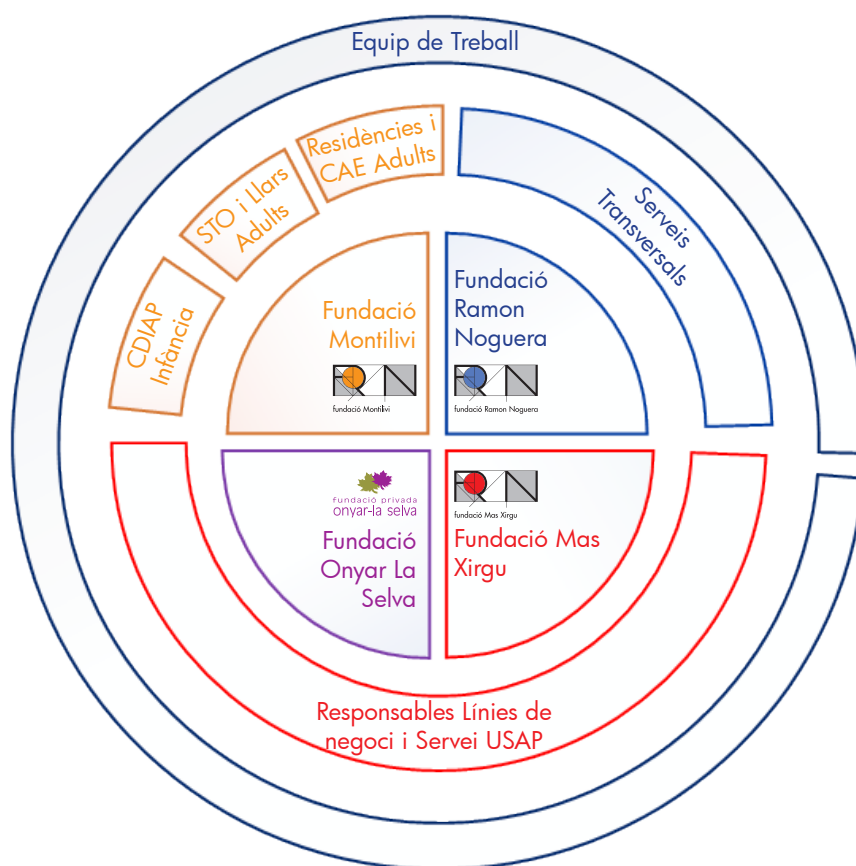 Equip de Treball
Residències i
CAE Adults
STO i Llars
Adults
CDIAP
Infància
Serveis
Transversals
Fundació
Montilivi
fundació Montilivi
Fundació
Ramon
Noguera
fundació Ramon Noguera
fundació privada
onyar-la selva
Fundació
Onyar La
Selva
fundació Mas Xirgu
Fundació Mas
Xirgu
Responsables Línies de
negoci i Servei USAP